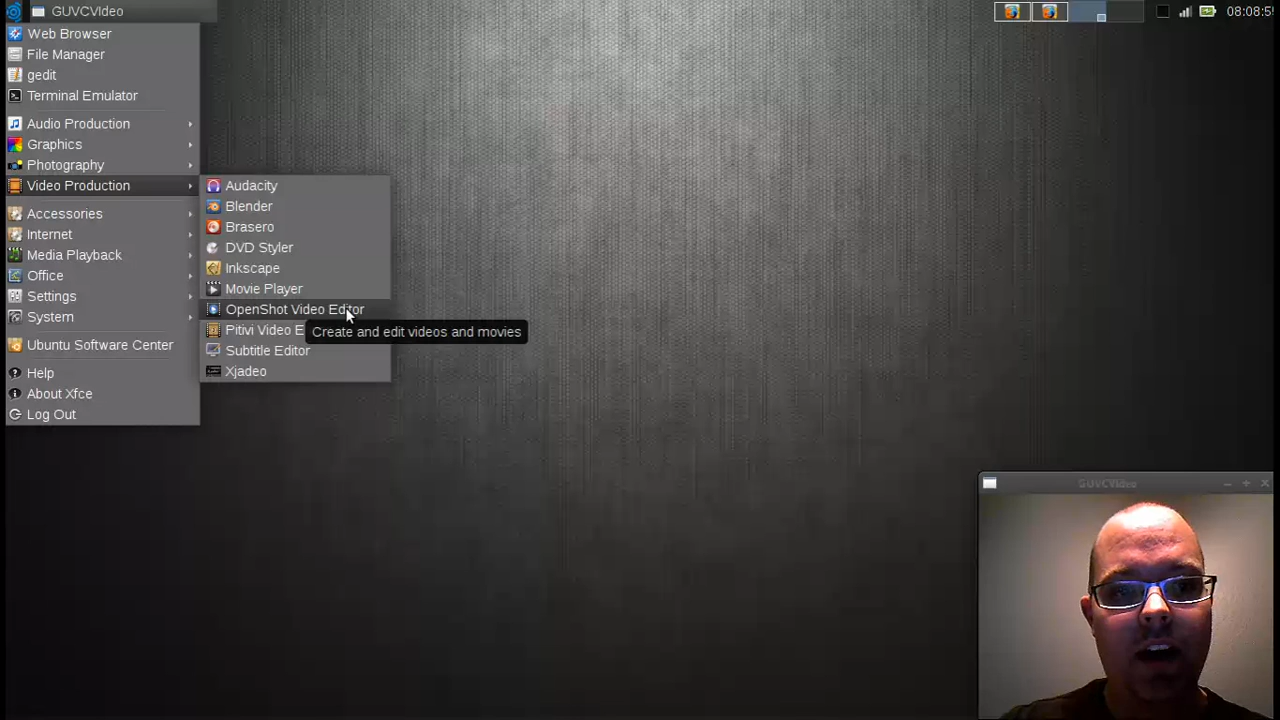 GUVCVideo
08:08:5
Web Browser
File Manager
gedit
Terminal Emulator
Audio Production
Graphics
Photography
Video Production
Accessories
Internet
Media Playback
Office
Settings
System
Ubuntu Software Center
Help
About Xfce
Log Out
Audacity
Blender
Brasero
DVD Styler
Inkscape
Movie Player
OpenShot Video Editor
Pitivi Video E
Create and edit videos and movies
Subtitle Editor
Xjadeo
GUVCVideo